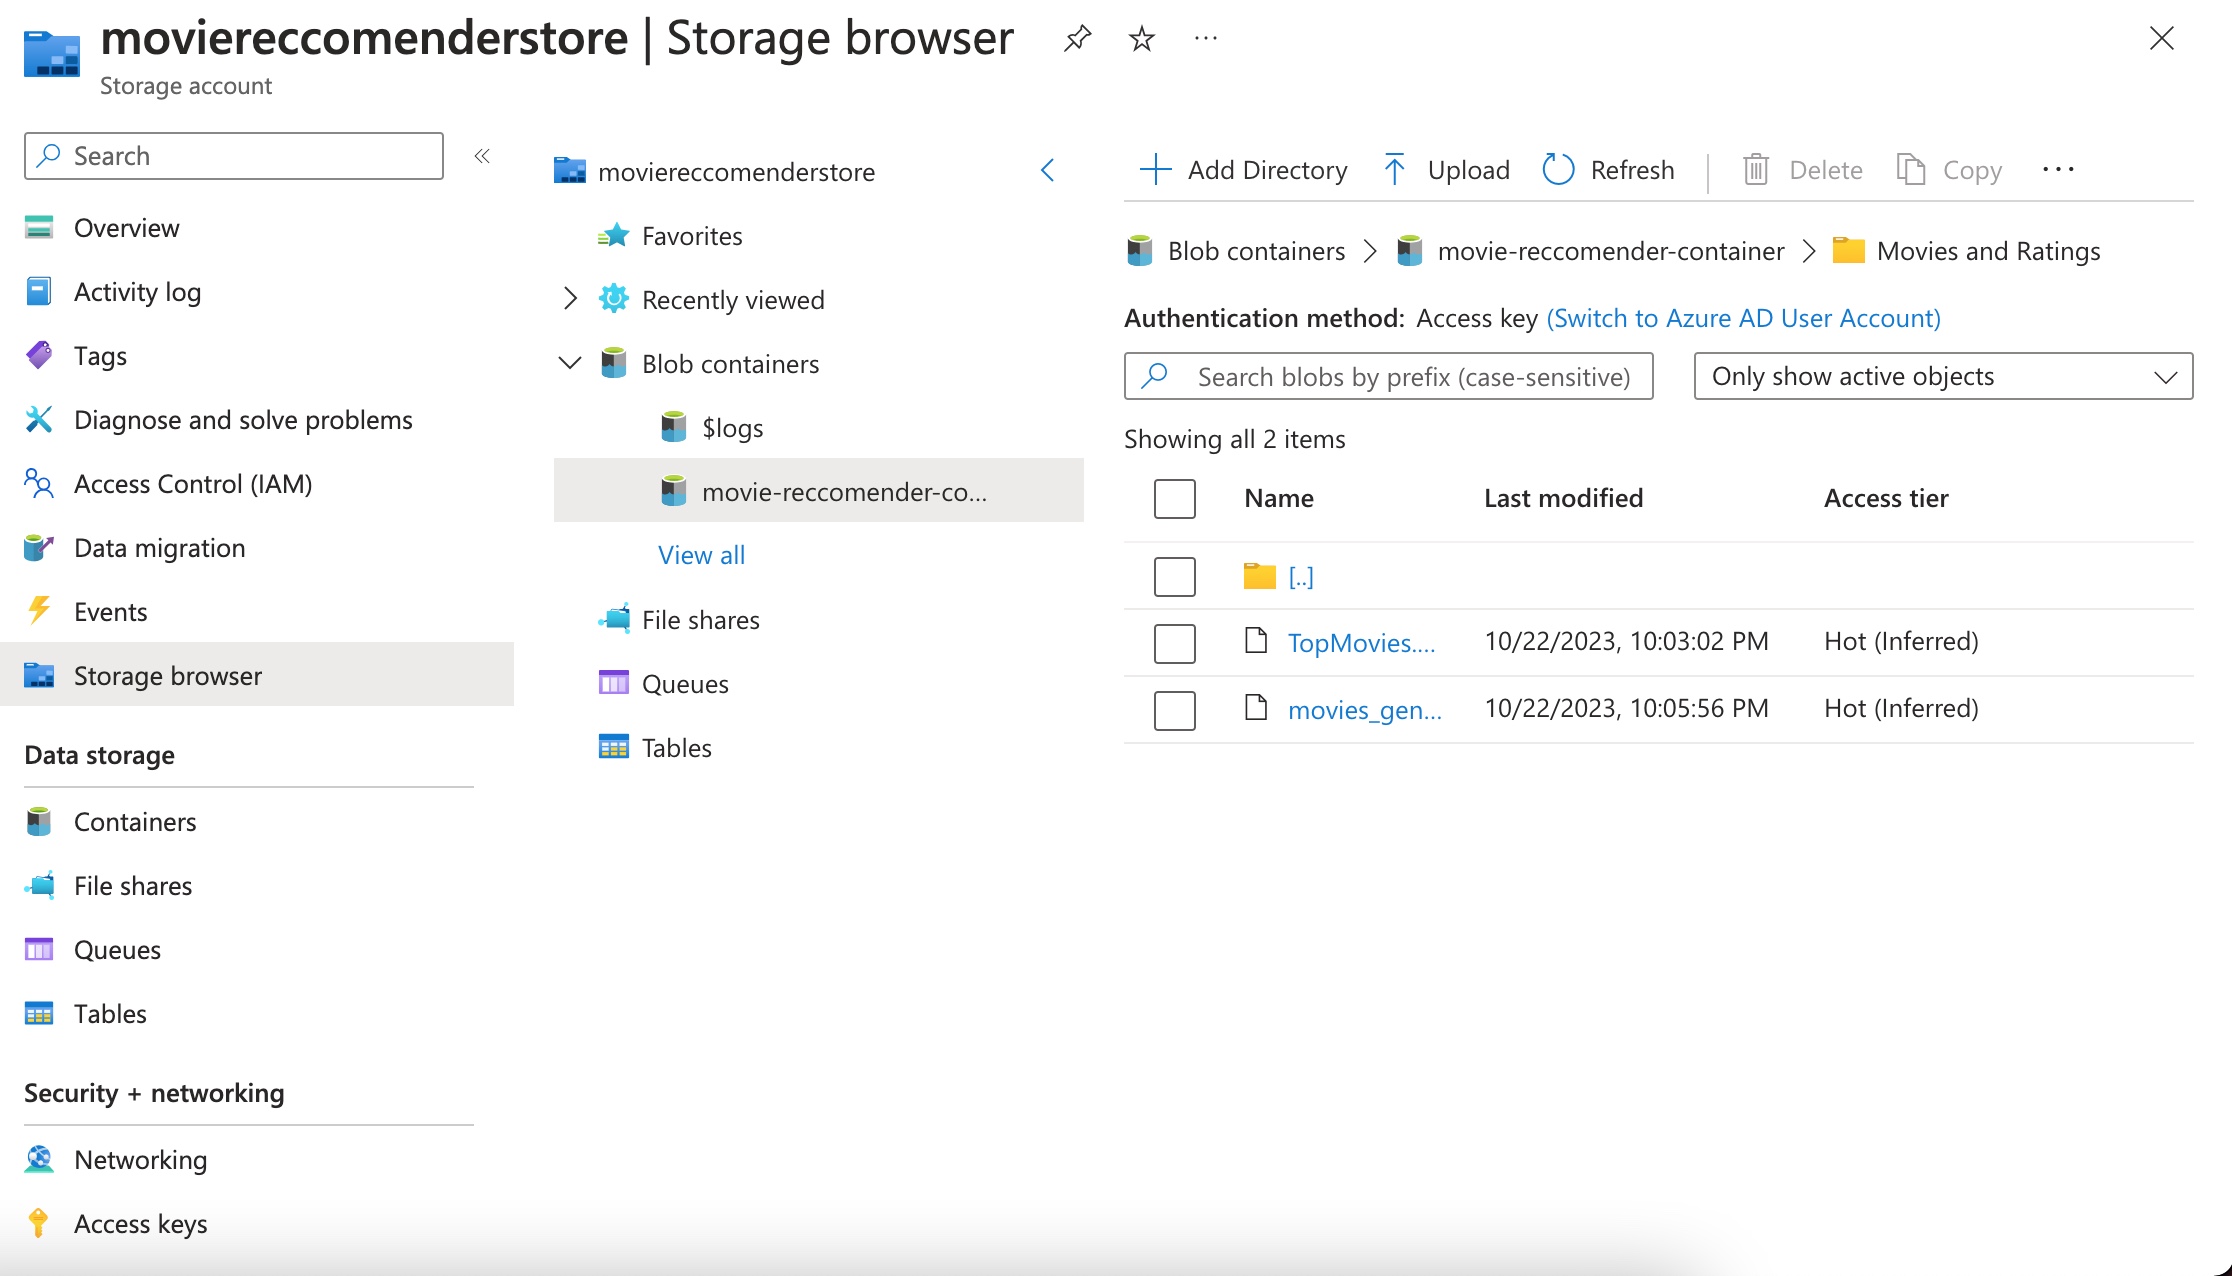 moviereccomenderstore | Storage browser
Storage account
Search
Overview
Activity log
Tags
Diagnose and solve problems
Access Control (IAM)
Data migration
Events
Storage browser
Data storage
Containers
File shares
Queues
Tables
Security + networking
Networking
Access keys
moviereccomenderstore
Favorites
Recently viewed
Blob containers
$logs
movie-reccomender-co...
View all
File shares
Queues
Tables
Add Directory Upload Refresh Delete Copy
Blob containers movie-reccomender-container Movies and Ratings
Authentication method: Access key (Switch to Azure AD User Account)
Search blobs by prefix (case-sensitive) Only show active objects
Showing all 2 items
Name Last modified Access tier
[..]
TopMovies.... 10/22/2023, 10:03:02 PM Hot (Inferred)
movies_gen... 10/22/2023, 10:05:56 PM Hot (Inferred)